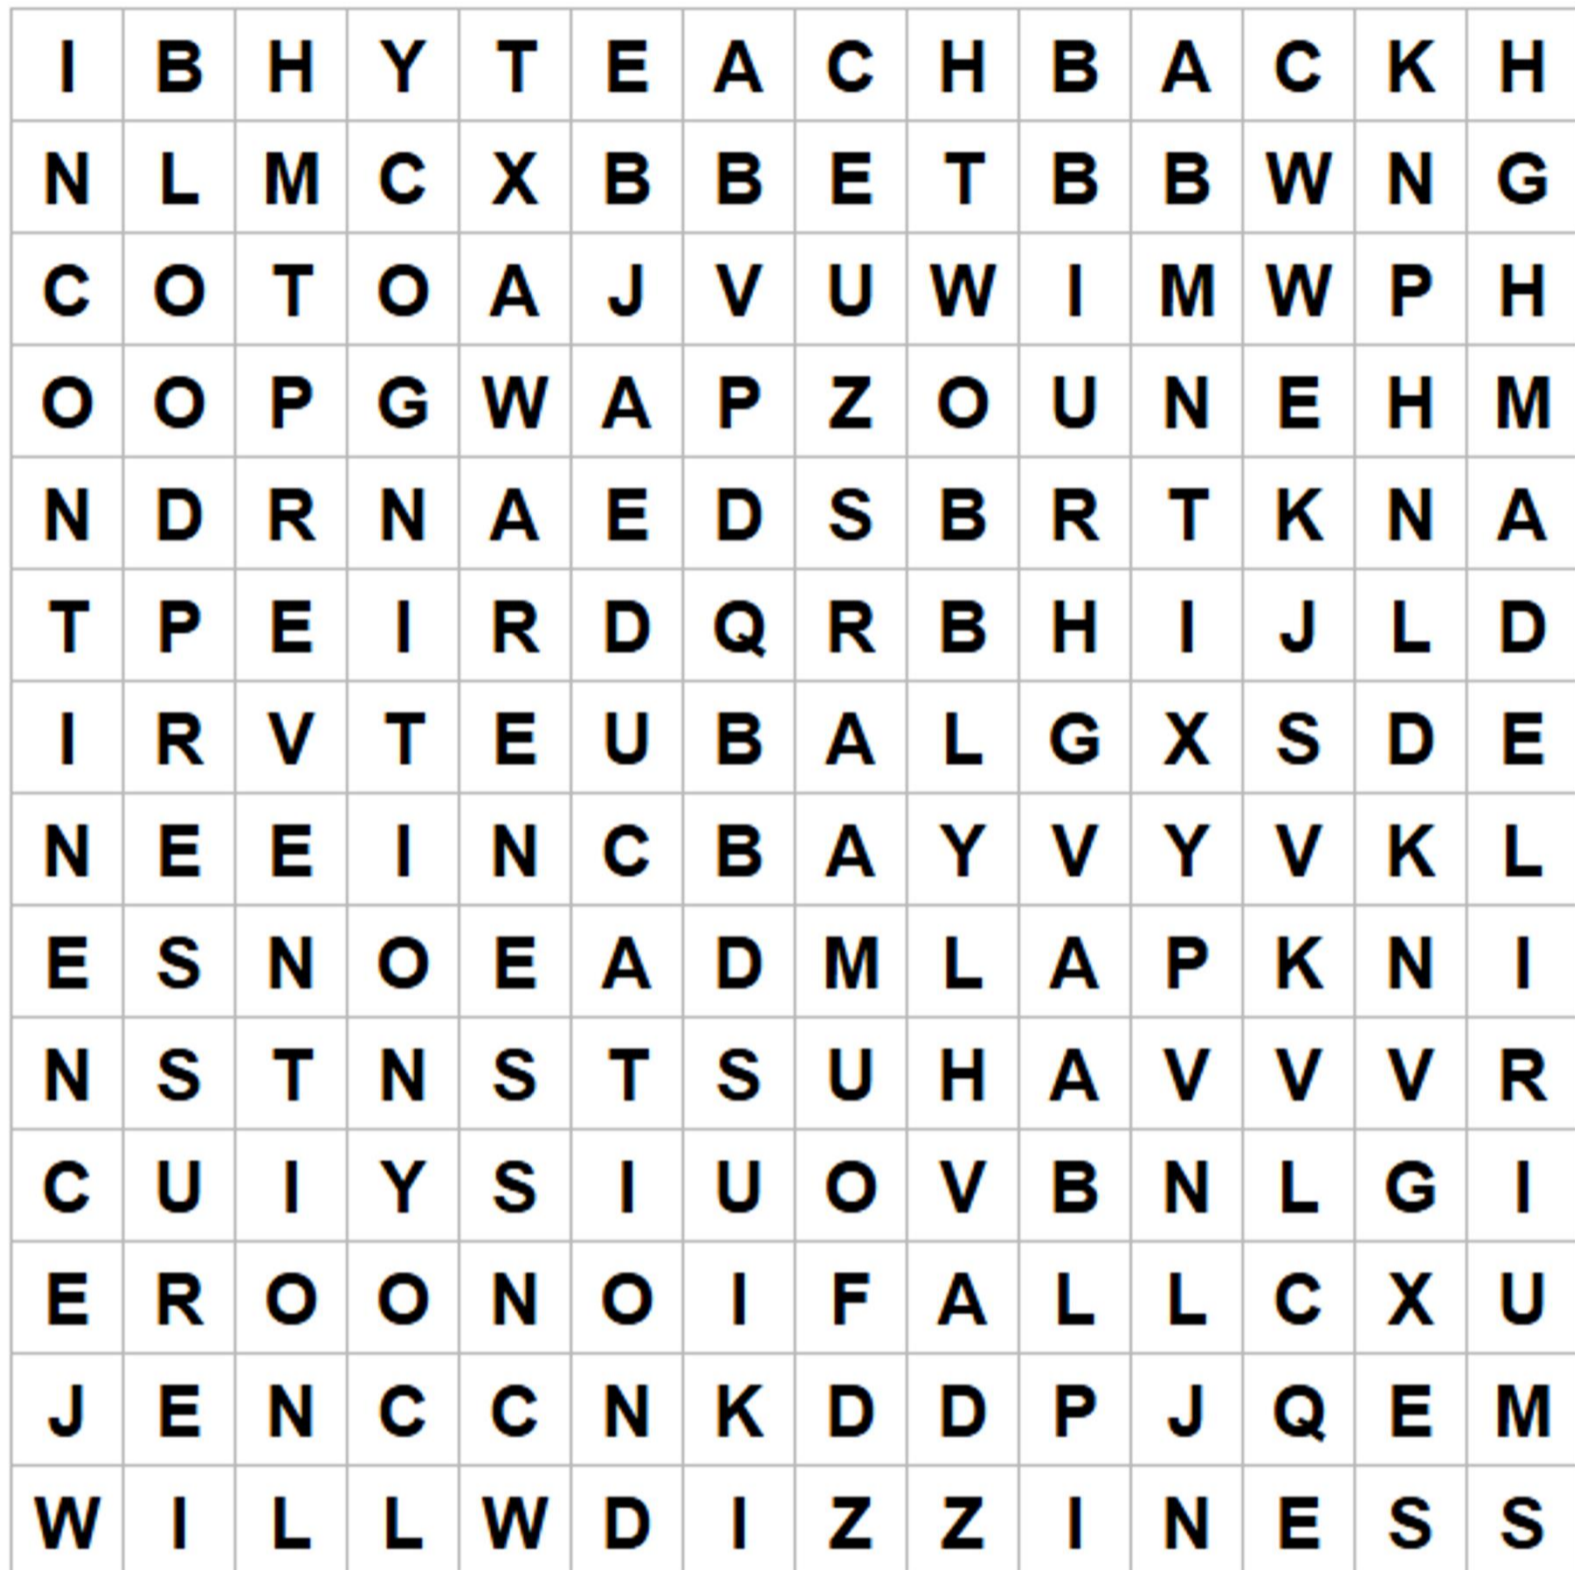 I B H Y T E A C H B A C K H
N L M C X B B E T B B W N G
C O T O A J V U W I M W P H
O O P G W A P Z O U N E H M
N D R N A E D S B R T K N A
T P E I R D Q R B H I J L D
I R V T E U B A L G X S D E
N E E I N C B A Y V Y V K L
E S N O E A D M L A P K N I
N S T N S T S U H A V V V R
C U I Y S I U O V B N L G I
E R O O N O I F A L L C X U
J E N C C N K D D P J Q E M
W I L L W D I Z Z I N E S S